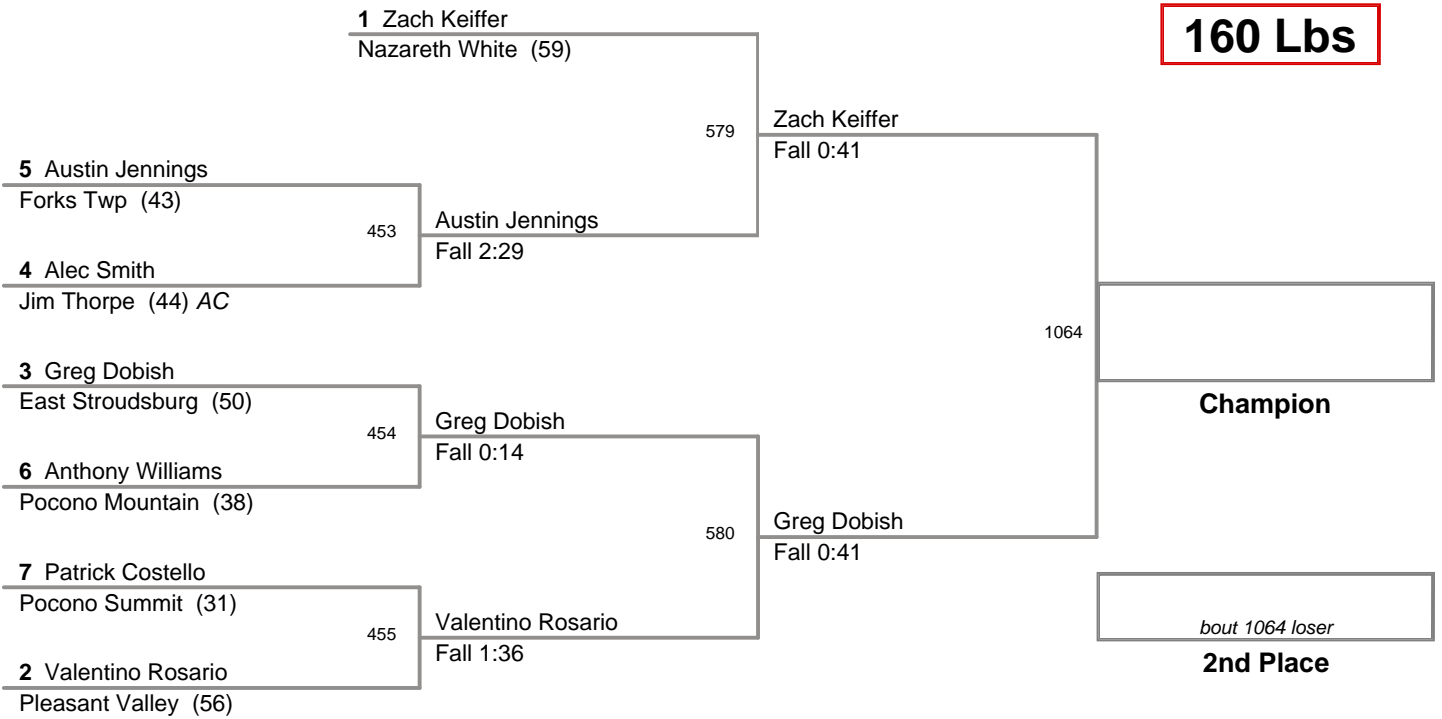 1 Zach Keiffer
160 Lbs
Nazareth White (59)
579
Zach Keiffer
Fall 0:41
5 Austin Jennings
Forks Twp (43)
453
Austin Jennings
Fall 2:29
4 Alec Smith
Jim Thorpe (44) AC
1064
3 Greg Dobish
East Stroudsburg (50)
Champion
454
Greg Dobish
Fall 0:14
6 Anthony Williams
Pocono Mountain (38)
580
Greg Dobish
Fall 0:41
7 Patrick Costello
Pocono Summit (31)
455
Valentino Rosario
Fall 1:36
bout 1064 loser
2nd Place
2 Valentino Rosario
Pleasant Valley (56)